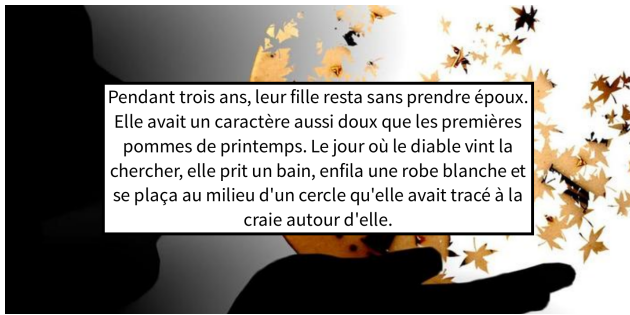 Pendant trois ans, leur fille resta sans prendre époux.
Elle avait un caractère aussi doux que les premières
pommes de printemps. Le jour où le diable vint la
chercher, elle prit un bain, enfila une robe blanche et
se plaça au milieu d'un cercle qu'elle avait tracé à la
craie autour d'elle.